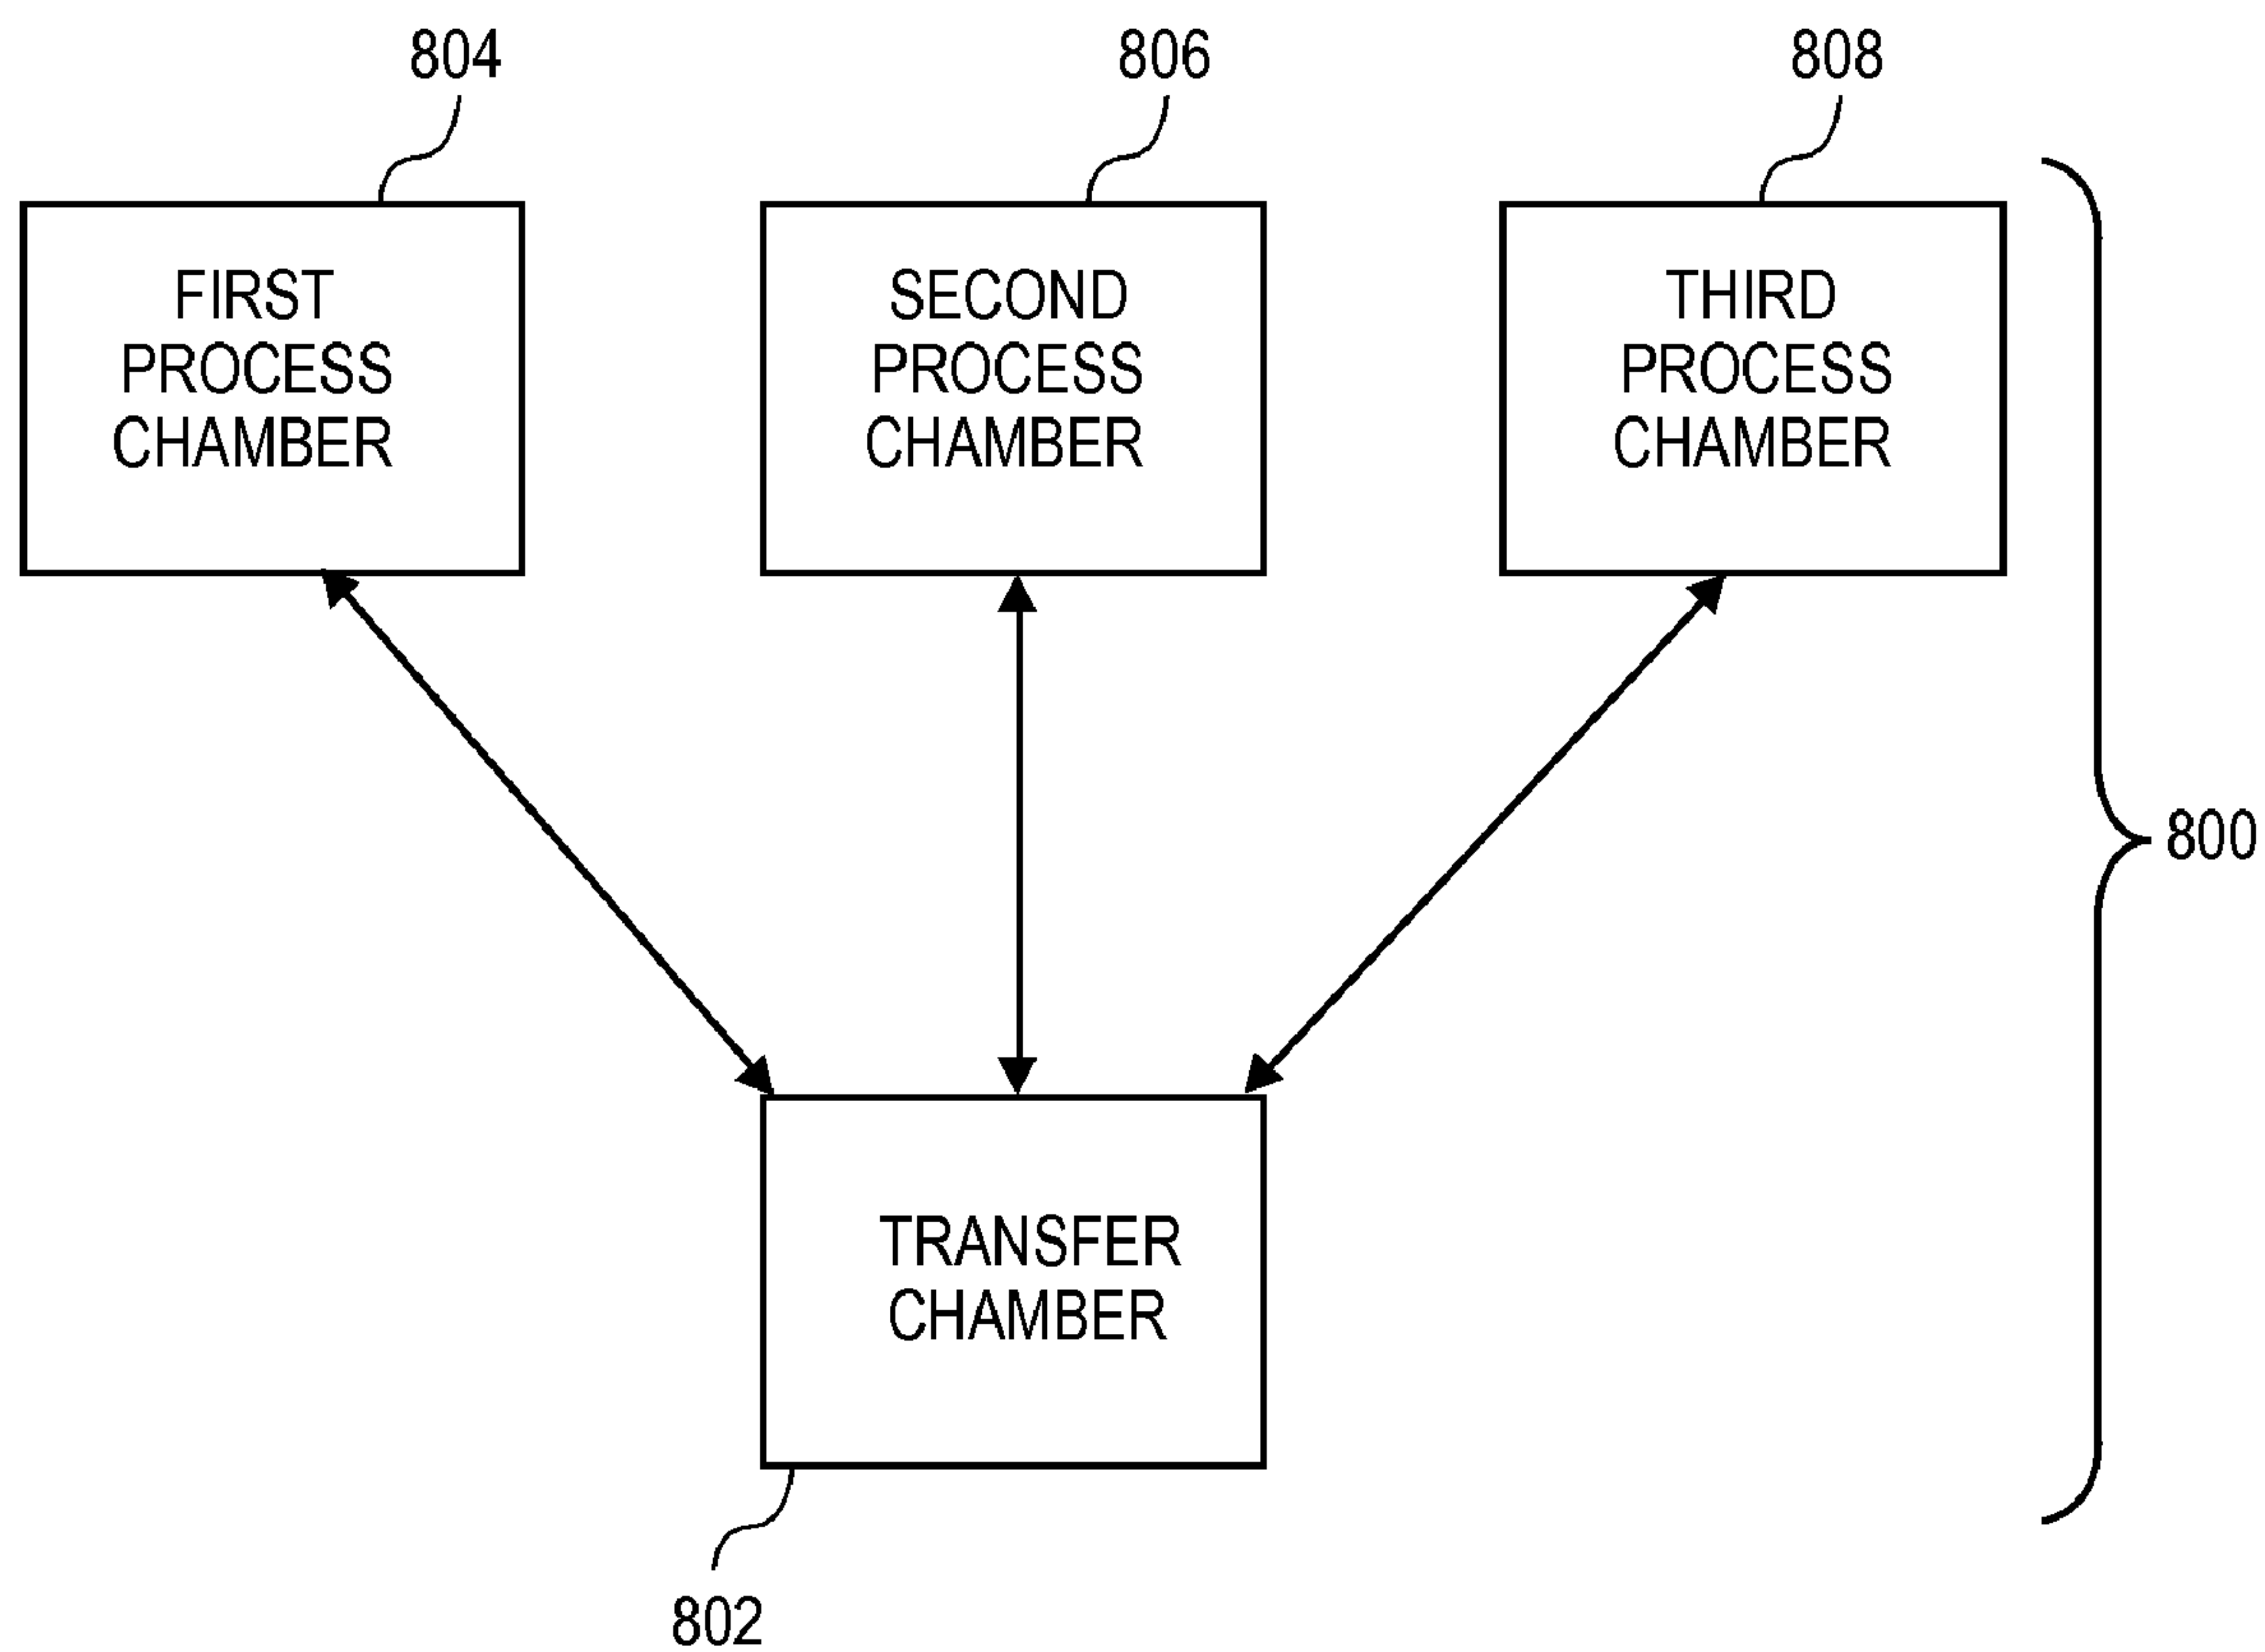 804
806
808
FIRST
PROCESS
CHAMBER
SECOND
PROCESS
CHAMBER
THIRD
PROCESS
CHAMBER
800
TRANSFER
CHAMBER
802